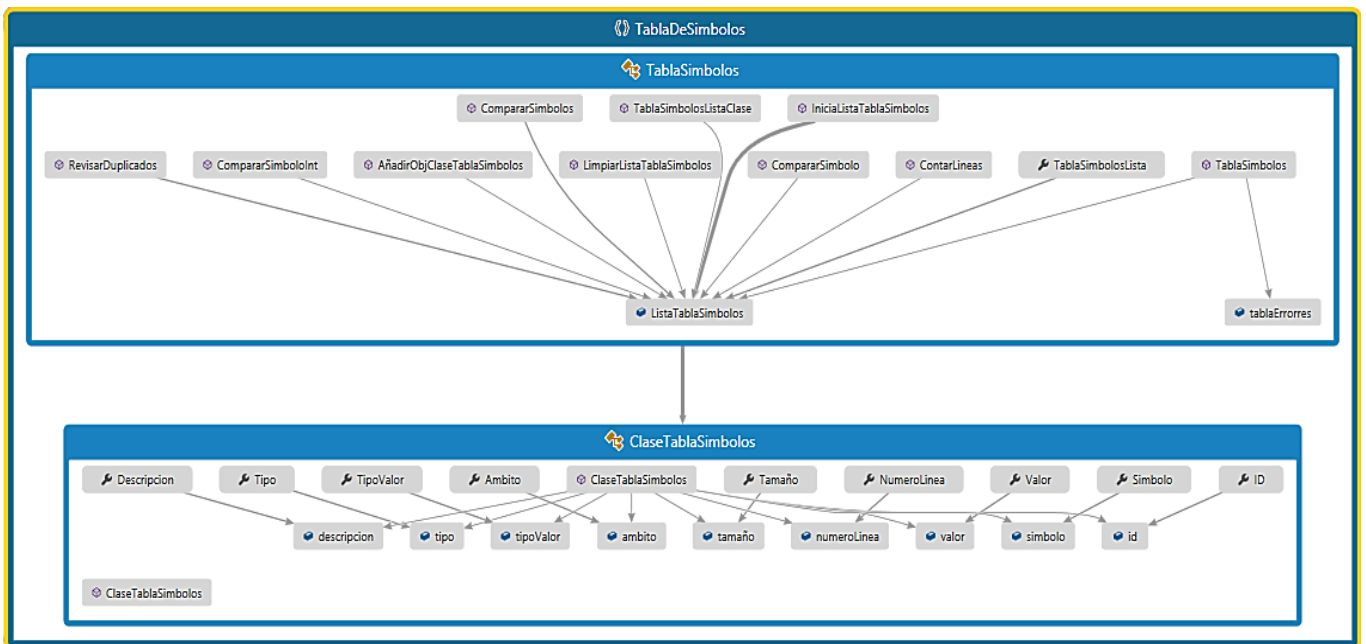 TablaDeSimbolos
TablaSimbolos
CompararSimbolos
TablaSimbolosListaClase
IniciaListaTablaSimbolos
RevisarDuplicados
CompararSimboloInt
AñadirObjClaseTablaSimbolos
LimpiarListaTablaSimbolos
CompararSimbolo
ContarLineas
TablaSimbolosLista
TablaSimbolos
ListaTablaSimbolos
tablaErrorres
ClaseTablaSimbolos
Descripcion
Tipo
TipoValor
Ambito
ClaseTablaSimbolos
Tamaño
NumeroLinea
Valor
Simbolo
ID
descripcion
tipo
tipoValor
ambito
tamaño
numeroLinea
valor
simbolo
id
ClaseTablaSimbolos